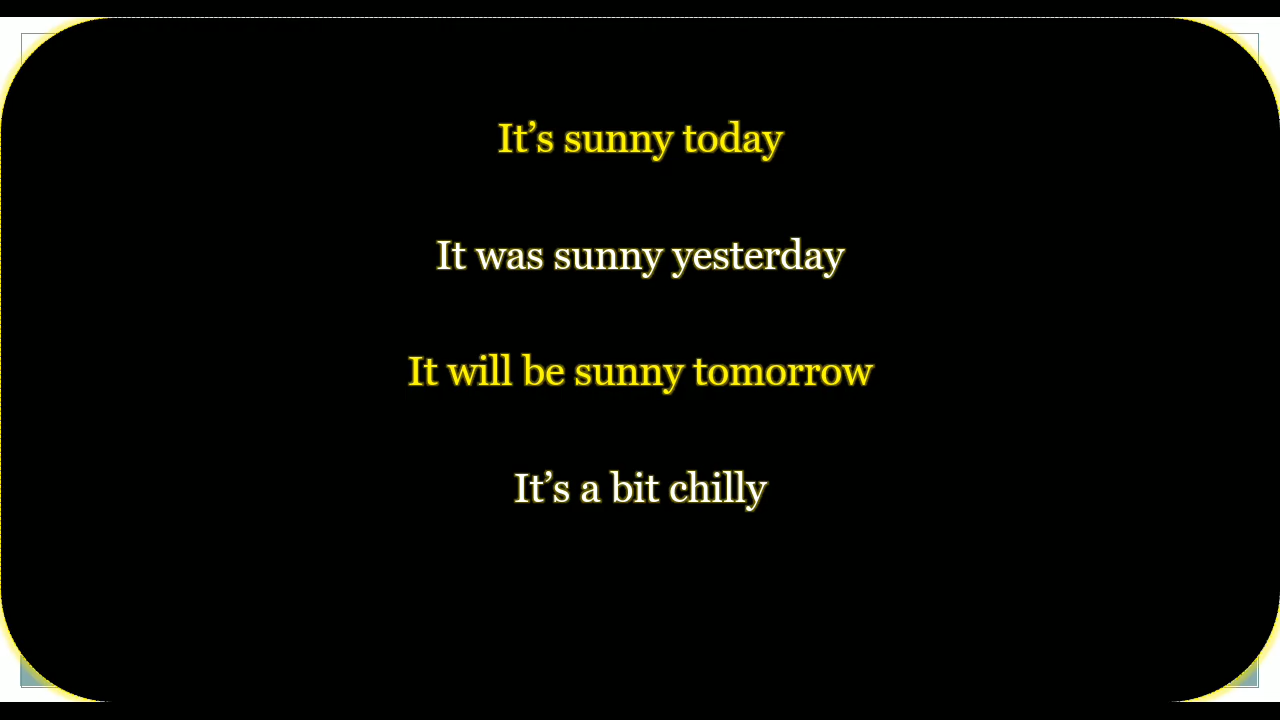 It’s sunny today
It was sunny yesterday
It will be sunny tomorrow
It’s a bit chilly